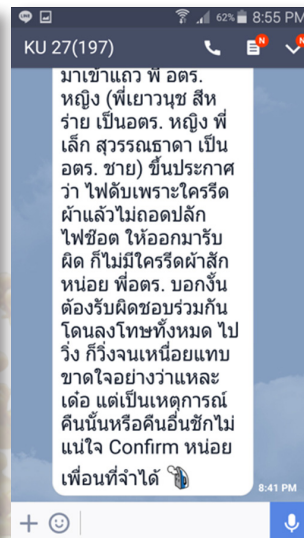 62% 8:55 PM
KU 27(197)
N N
มาเข้าแถว พี่ อตร.
หญิง (พี่เยาวนุช สีห
ร่าย เป็นอตร. หญิง พี่
เล็ก สุวรรณธาดา เป็น
อตร. ชาย) ขึ้นประกาศ
ว่า ไฟดับเพราะใครรีด
ผ้าแล้วไม่ถอดปลัก
ไฟช๊อต ให้ออกมารับ
ผิด ก็ไม่มีใครรีดผ้าสัก
หน่อย พี่อตร. บอกงั้น
ต้องรับผิดชอบร่วมกัน
โดนลงโทษทั้งหมด ไป
วิ่ง ก็วิ่งจนเหนื่อยแทบ
ขาดใจอย่างว่าแหละ
เด๋อ แต่เป็นเหตุการณ์
คืนนั้นหรือคืนอื่นชักไม่
แน่ใจ Confirm หน่อย
เพื่อนที่จำได้
8:41 PM